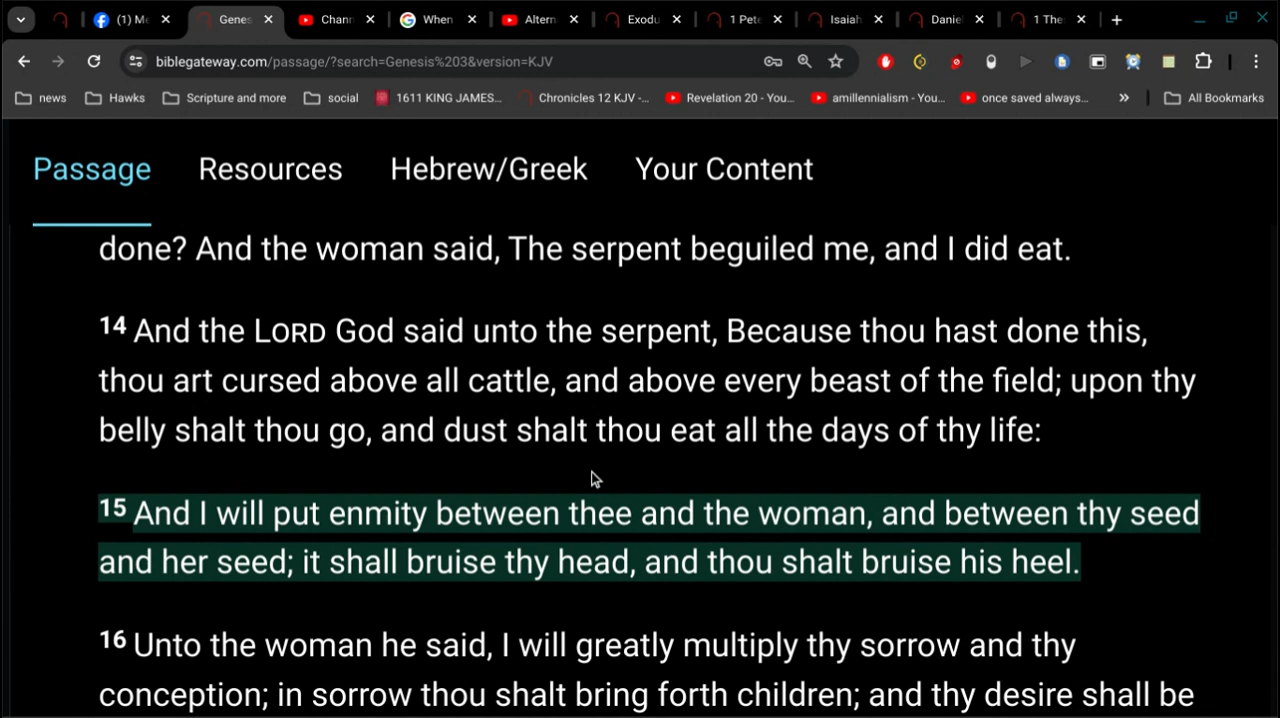 (1) Me
Genes
Chann
When
Altern
Exodu
1 Pete
Isaiah
Danie
1 The
biblegateway.com/passage/?search=Genesis%203&version=KJV
news
Hawks
Scripture and more
social
1611 KING JAMES...
Chronicles 12 KJV -...
Revelation 20 - You...
amillennialism - You...
once saved always...
»
All Bookmarks
Passage
Resources
Hebrew/Greek
Your Content
done? And the woman said, The serpent beguiled me, and I did eat.
14 And the LORD God said unto the serpent, Because thou hast done this,
thou art cursed above all cattle, and above every beast of the field; upon thy
belly shalt thou go, and dust shalt thou eat all the days of thy life:
15 And I will put enmity between thee and the woman, and between thy seed
and her seed; it shall bruise thy head, and thou shalt bruise his heel.
16 Unto the woman he said, I will greatly multiply thy sorrow and thy
conception; in sorrow thou shalt bring forth children; and thy desire shall be